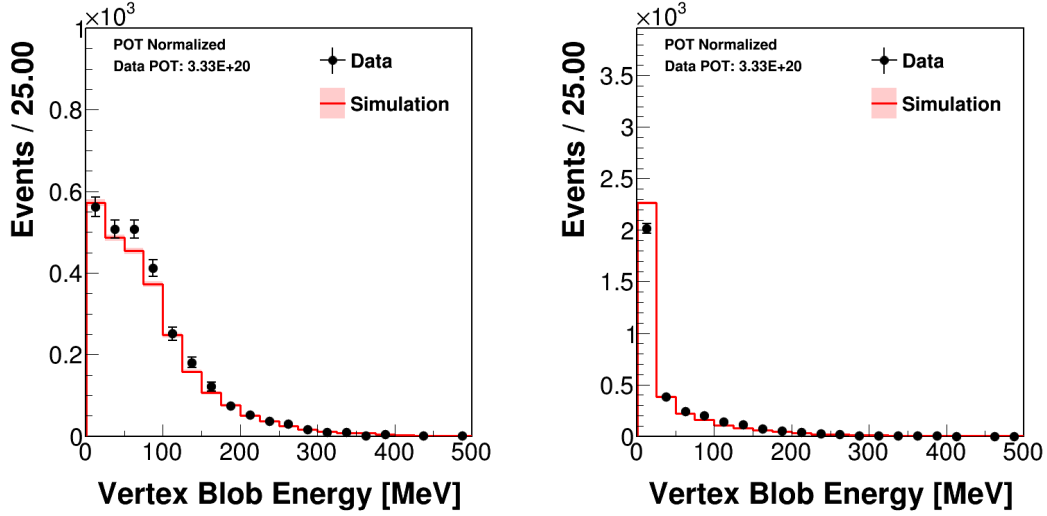 ×10³
POT Normalized
Data POT: 3.33E+20
Data
Simulation
Events / 25.00
1
0.8
0.6
0.4
0.2
0
0 100 200 300 400 500
Vertex Blob Energy [MeV]
×10³
POT Normalized
Data POT: 3.33E+20
Data
Simulation
Events / 25.00
3.5
3
2.5
2
1.5
1
0.5
0
0 100 200 300 400 500
Vertex Blob Energy [MeV]